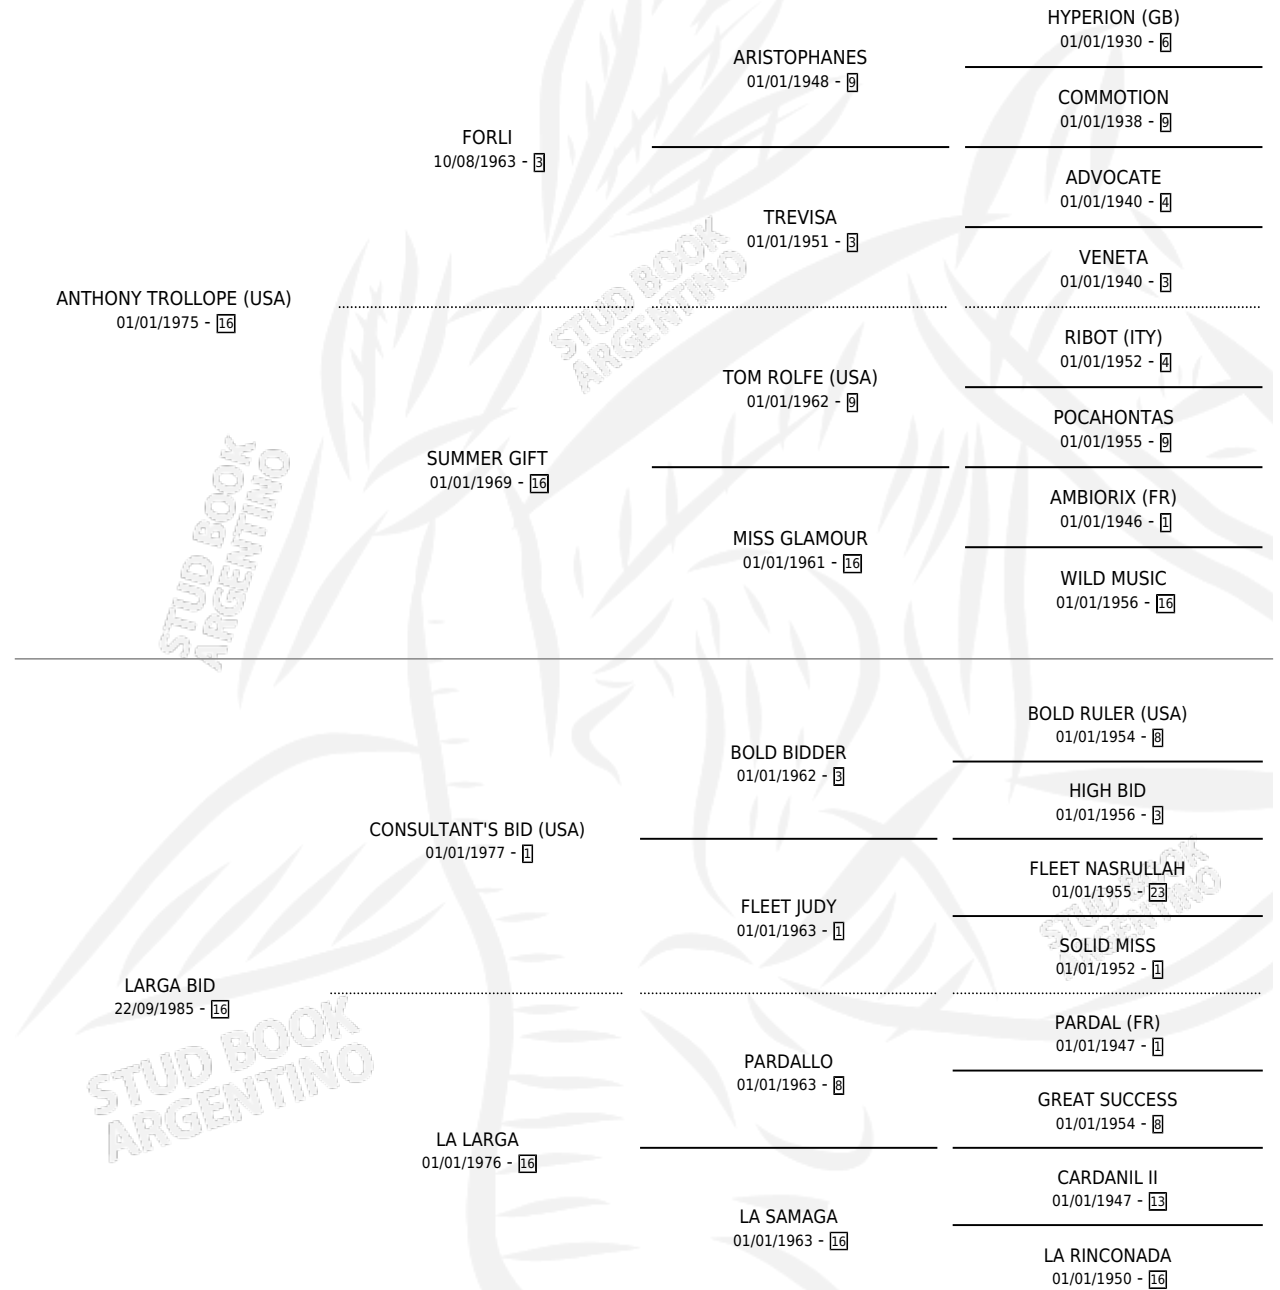 HYPERION (GB)
01/01/1930 - 6
ARISTOPHANES
01/01/1948 - 9
COMMOTION
01/01/1938 - 9
FORLI
10/08/1963 - 3
ADVOCATE
01/01/1940 - 4
TREVISA
01/01/1951 - 3
VENETA
01/01/1940 - 3
ANTHONY TROLLOPE (USA)
01/01/1975 - 16
RIBOT (ITY)
01/01/1952 - 4
TOM ROLFE (USA)
01/01/1962 - 9
POCAHONTAS
01/01/1955 - 9
SUMMER GIFT
01/01/1969 - 16
AMBIORIX (FR)
01/01/1946 - 1
MISS GLAMOUR
01/01/1961 - 16
WILD MUSIC
01/01/1956 - 16
BOLD RULER (USA)
01/01/1954 - 8
BOLD BIDDER
01/01/1962 - 3
HIGH BID
01/01/1956 - 3
CONSULTANT'S BID (USA)
01/01/1977 - 1
FLEET NASRULLAH
01/01/1955 - 23
FLEET JUDY
01/01/1963 - 1
SOLID MISS
01/01/1952 - 1
LARGA BID
22/09/1985 - 16
PARDAL (FR)
01/01/1947 - 1
PARDALLO
01/01/1963 - 8
GREAT SUCCESS
01/01/1954 - 8
LA LARGA
01/01/1976 - 16
CARDANIL II
01/01/1947 - 13
LA SAMAGA
01/01/1963 - 16
LA RINCONADA
01/01/1950 - 16
STUD BOOK
ARGENTINO
STUD BOOK
ARGENTINO
STUD BOOK
ARGENTINO
STUD BOOK
ARGENTINO